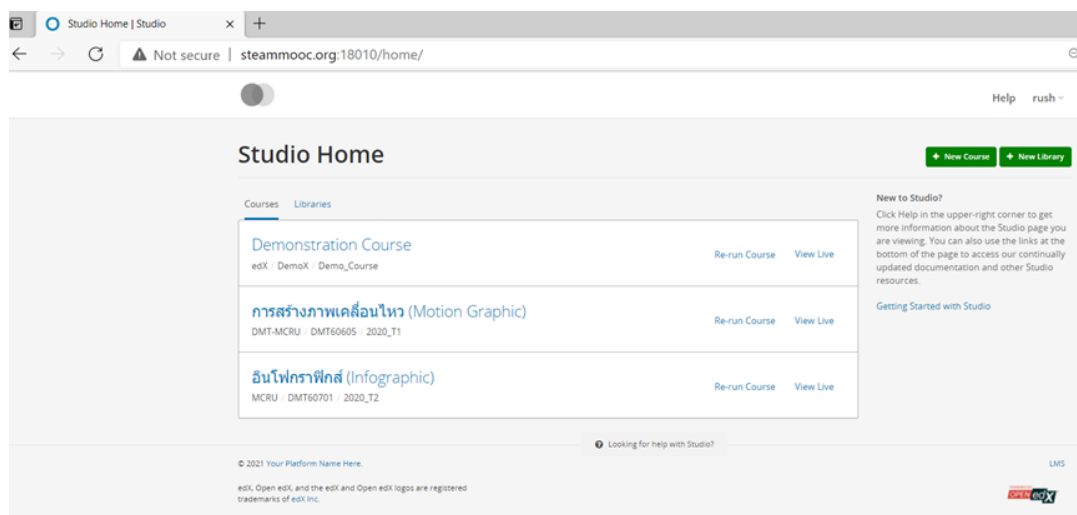 Studio Home | Studio
Not secure | steammooc.org:18010/home/
Help rush
Studio Home
+ New Course + New Library
Courses Libraries
Demonstration Course
edX / DemoX / Demo_Course
Re-run Course View Live
การสร้างภาพเคลื่อนไหว (Motion Graphic)
DMT-MCRU / DMT60605 / 2020_T1
Re-run Course View Live
อินโฟกราฟิกส์ (Infographic)
MCRU / DMT60701 / 2020_T2
Re-run Course View Live
New to Studio?
Click Help in the upper-right corner to get
more information about the Studio page you
are viewing. You can also use the links at the
bottom of the page to access our continually
updated documentation and other Studio
resources.
Getting Started with Studio
Looking for help with Studio?
© 2021 Your Platform Name Here.
LMS
edX, Open edX, and the edX and Open edX logos are registered
trademarks of edX Inc.
OPEN edX